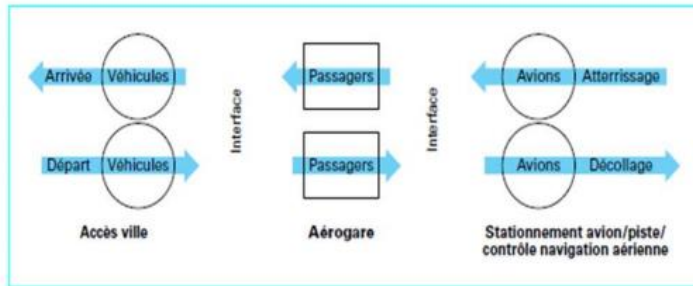 Arrivée Véhicules
Interface
Passagers
Interface
Avions Atterrissage
Départ Véhicules
Passagers
Avions Décollage
Accès ville
Aérogare
Stationnement avion/piste/
contrôle navigation aérienne